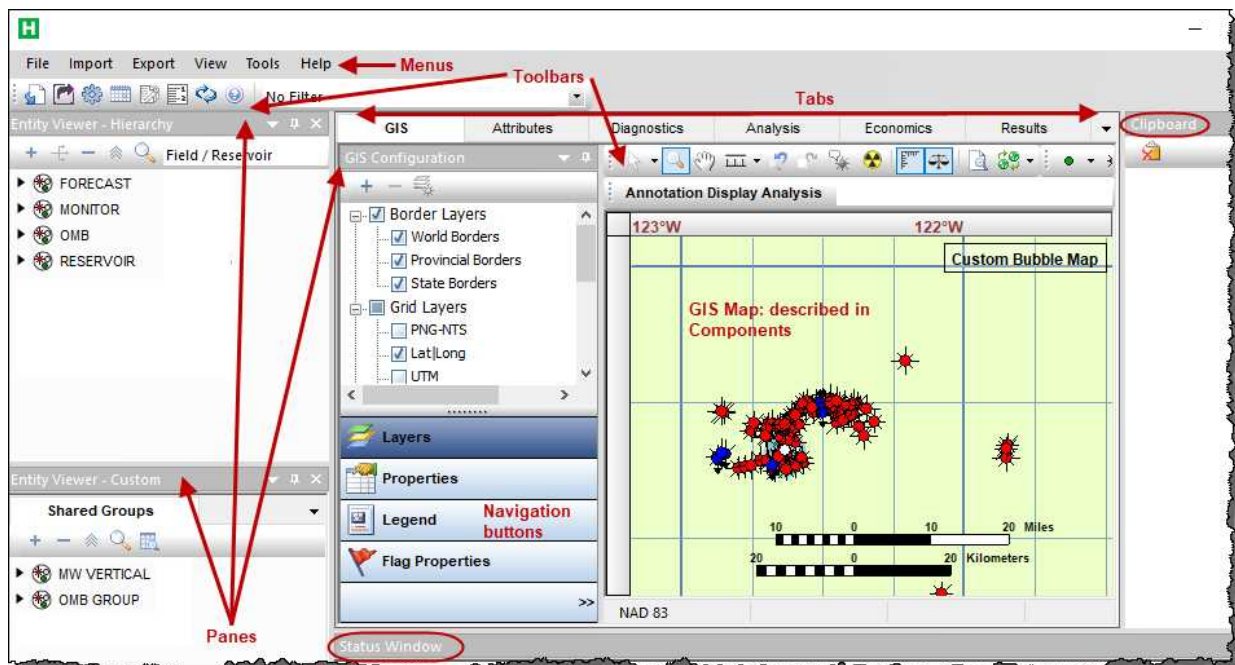 H
File Import Export View Tools Help
Menus
Toolbars
No Filter
Tabs
Entity Viewer - Hierarchy
GIS Attributes Diagnostics Analysis Economics Results
Clipboard
Field / Reservoir
GIS Configuration
FORECAST
MONITOR
OMB
RESERVOIR
Border Layers
World Borders
Provincial Borders
State Borders
Grid Layers
PNG-NTS
Lat|Long
UTM
Annotation Display Analysis
123°W 122°W
Custom Bubble Map
GIS Map: described in
Components
Layers
Properties
Legend
Navigation
buttons
Flag Properties
>>
10 0 10 20 Miles
20 0 20 Kilometers
NAD 83
Entity Viewer - Custom
Shared Groups
MW VERTICAL
OMB GROUP
Panes
Status Window